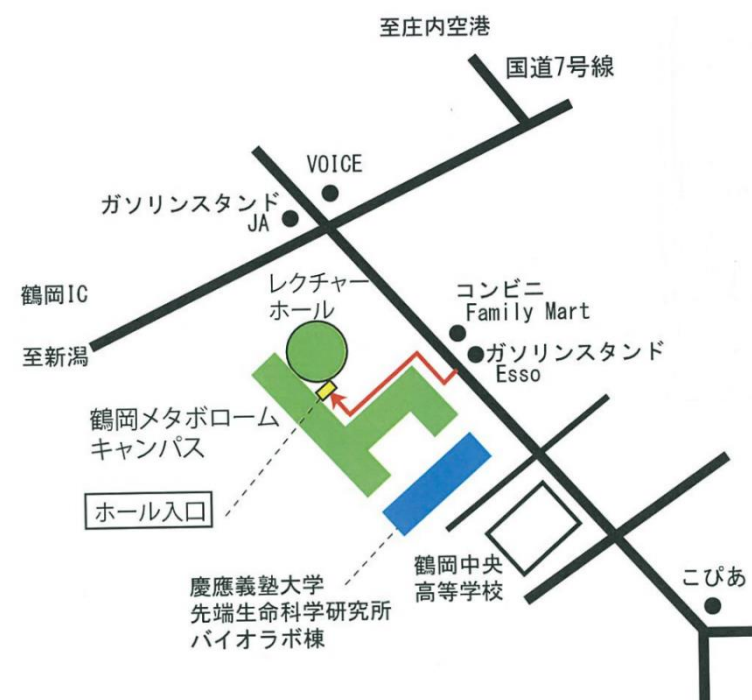 至庄内空港
国道7号線
VOICE
ガソリンスタンド
JA
鶴岡IC
至新潟
レクチャー
ホール
コンビニ
Family Mart
ガソリンスタンド
Esso
鶴岡メタボローム
キャンパス
ホール入口
鶴岡中央
高等学校
慶應義塾大学
先端生命科学研究所
バイオラボ棟
こぴあ